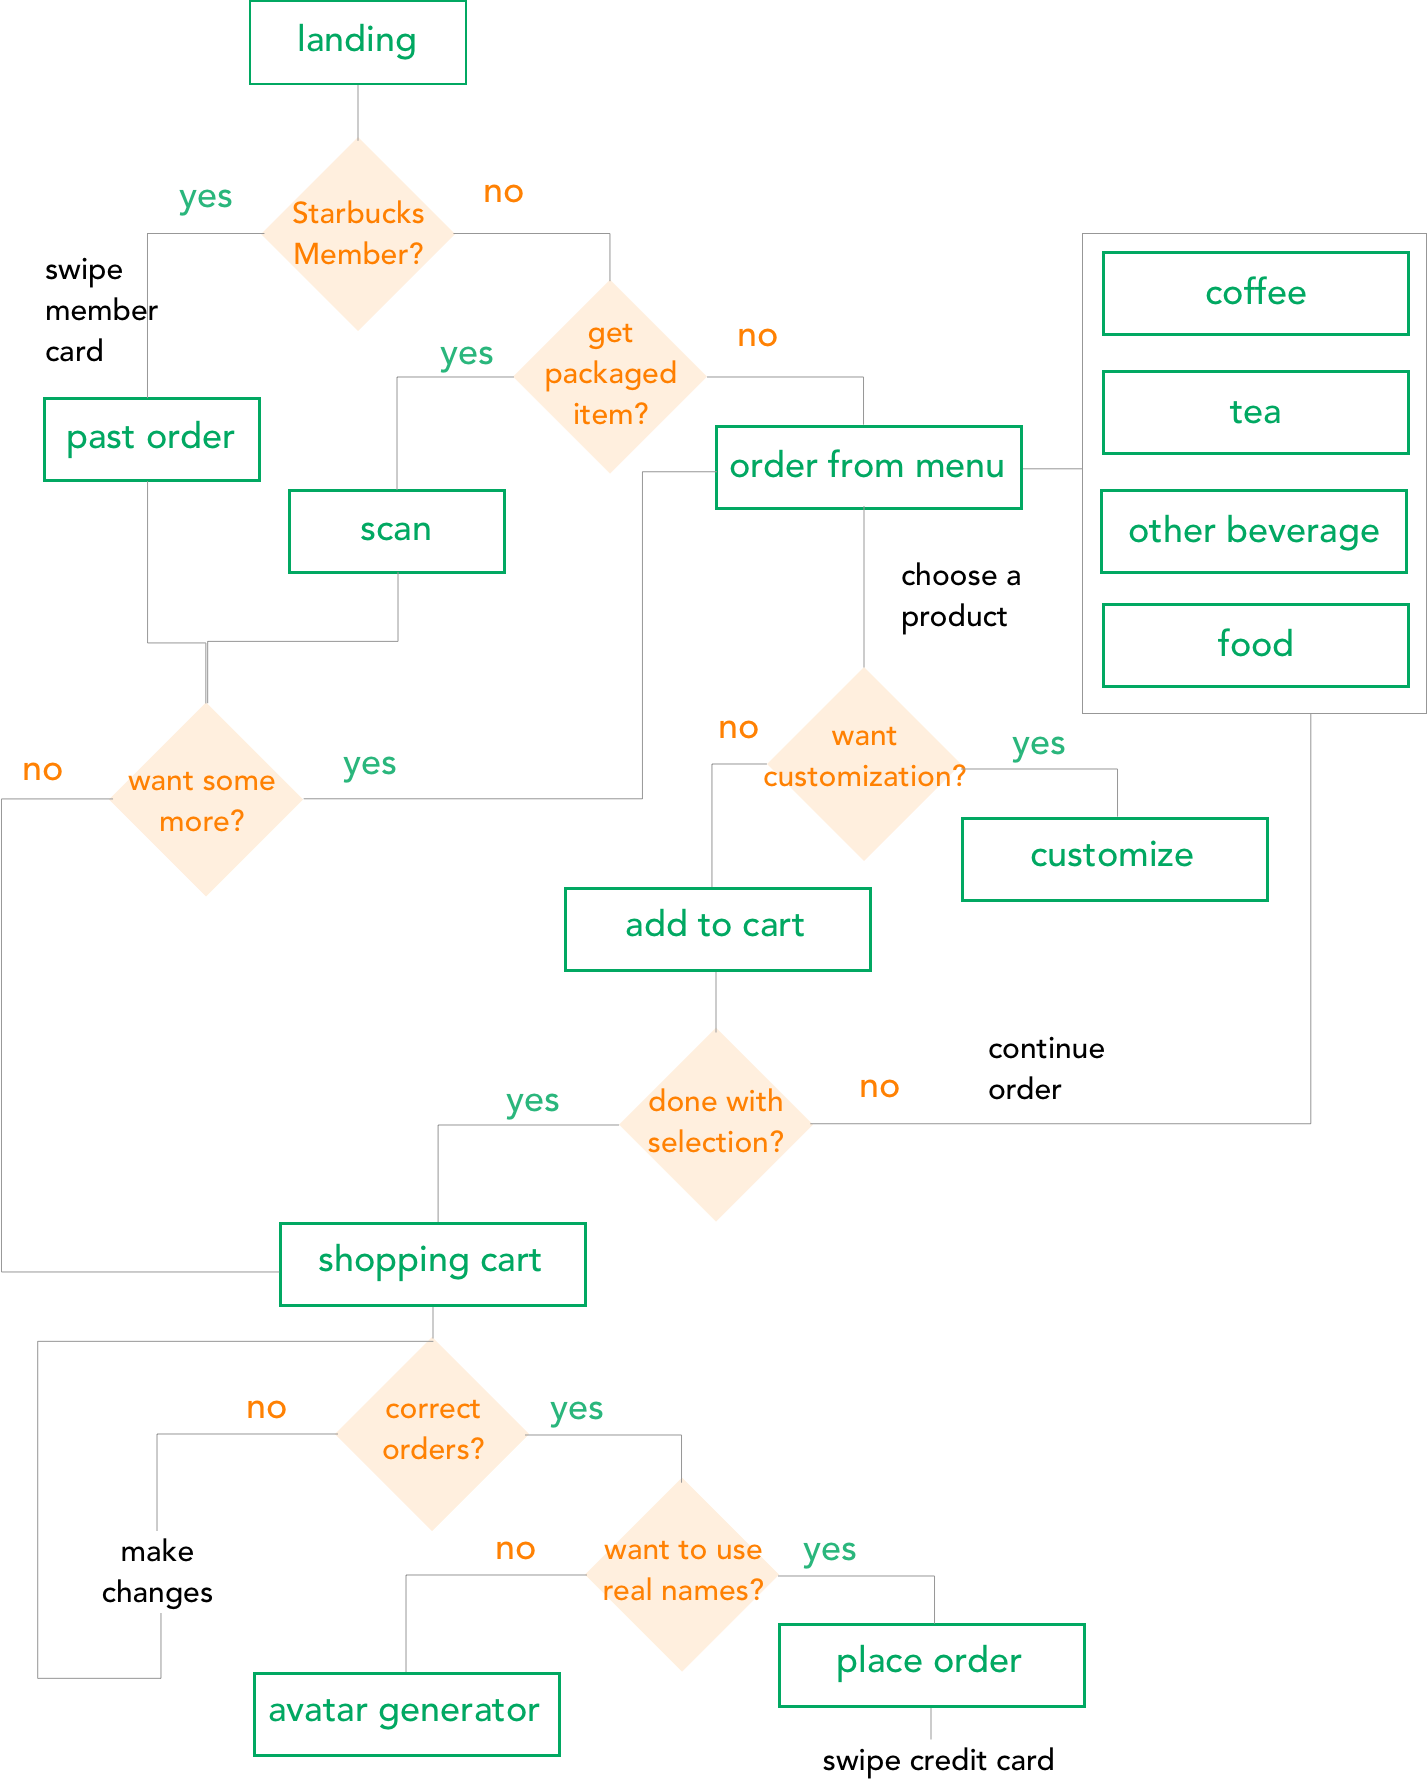 landing
yes
no
Starbucks
Member?
swipe
member
card
coffee
get
packaged
item?
yes
no
tea
past order
order from menu
scan
other beverage
choose a
product
food
no
want
customization?
yes
no
want some
more?
yes
customize
add to cart
continue
order
yes
done with
selection?
no
shopping cart
no
correct
orders?
yes
make
changes
no
want to use
real names?
yes
place order
avatar generator
swipe credit card